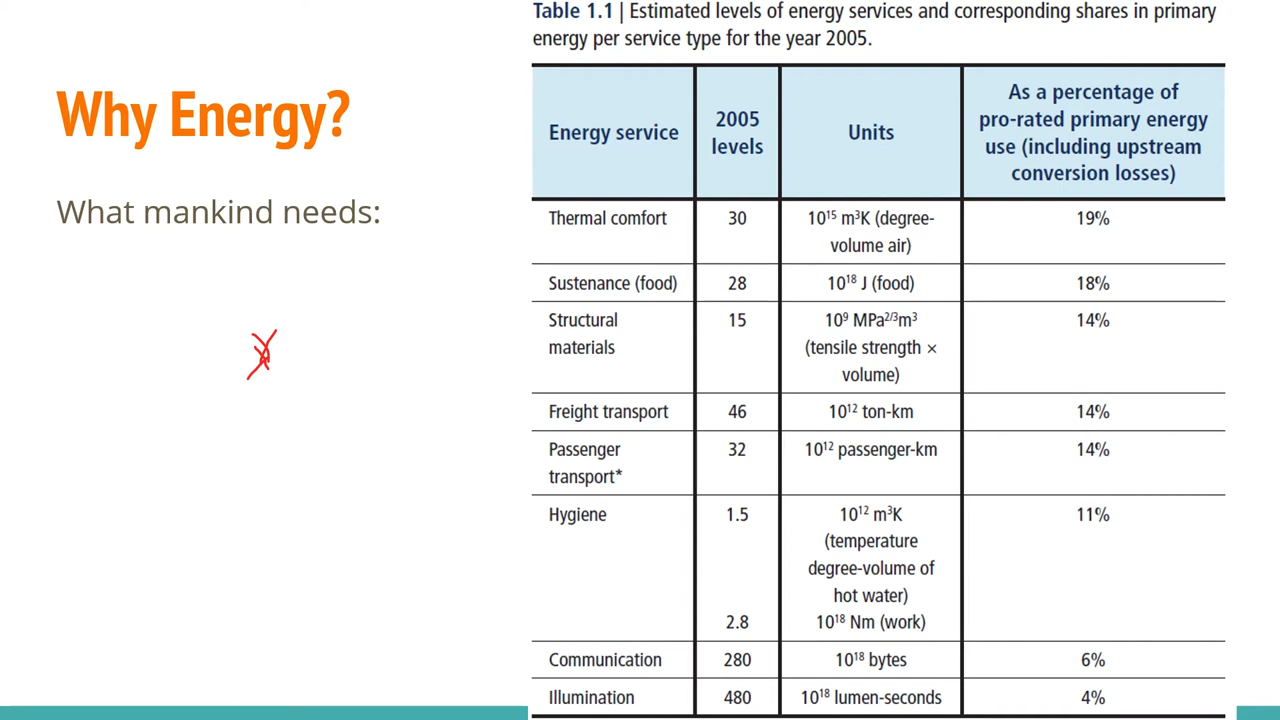 Why Energy?
What mankind needs:
Table 1.1 | Estimated levels of energy services and corresponding shares in primary
energy per service type for the year 2005.
Energy service
2005
levels
Units
As a percentage of
pro-rated primary energy
use (including upstream
conversion losses)
Thermal comfort
30
10¹⁵ m³K (degree-
volume air)
19%
Sustenance (food)
28
10¹⁸ J (food)
18%
Structural
materials
15
10⁹ MPa²ᐟ³m³
(tensile strength ×
volume)
14%
Freight transport
46
10¹² ton-km
14%
Passenger
transport*
32
10¹² passenger-km
14%
Hygiene
1.5
10¹² m³K
(temperature
degree-volume of
hot water)
11%
2.8
10¹⁸ Nm (work)
Communication
280
10¹⁸ bytes
6%
Illumination
480
10¹⁸ lumen-seconds
4%